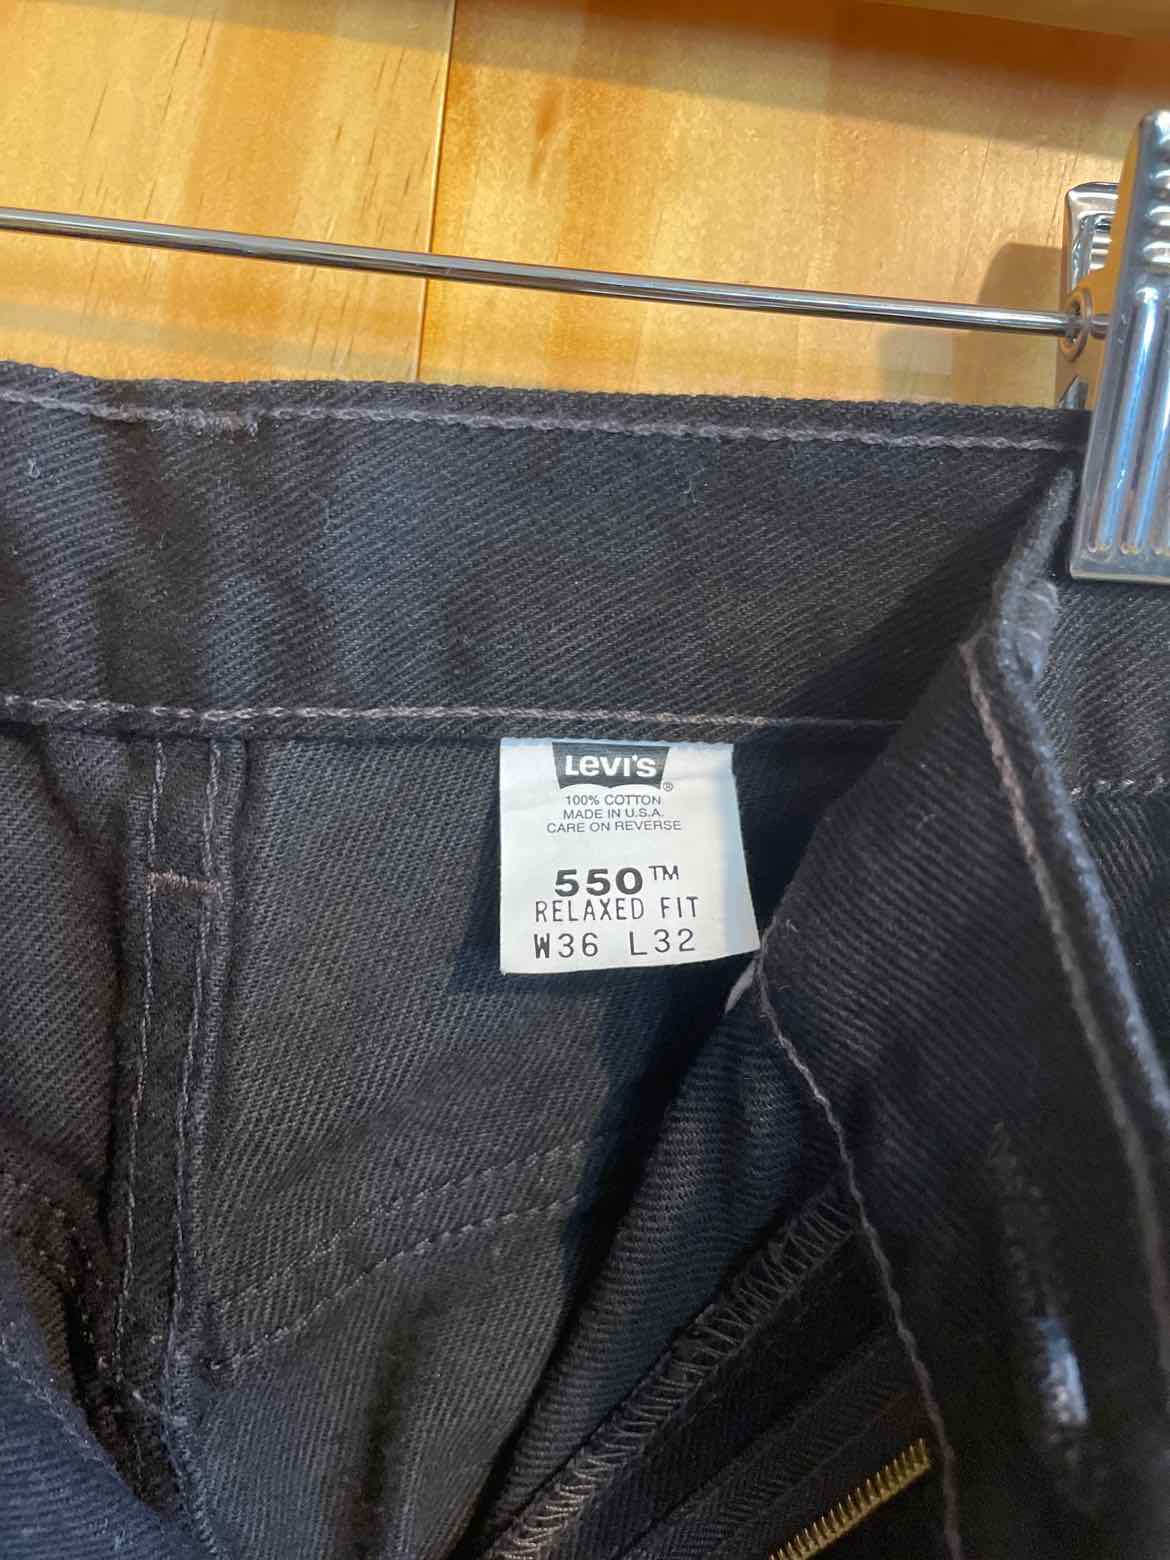 Levi's®
100% COTTON
MADE IN U.S.A.
CARE ON REVERSE
550™
RELAXED FIT
W36 L32